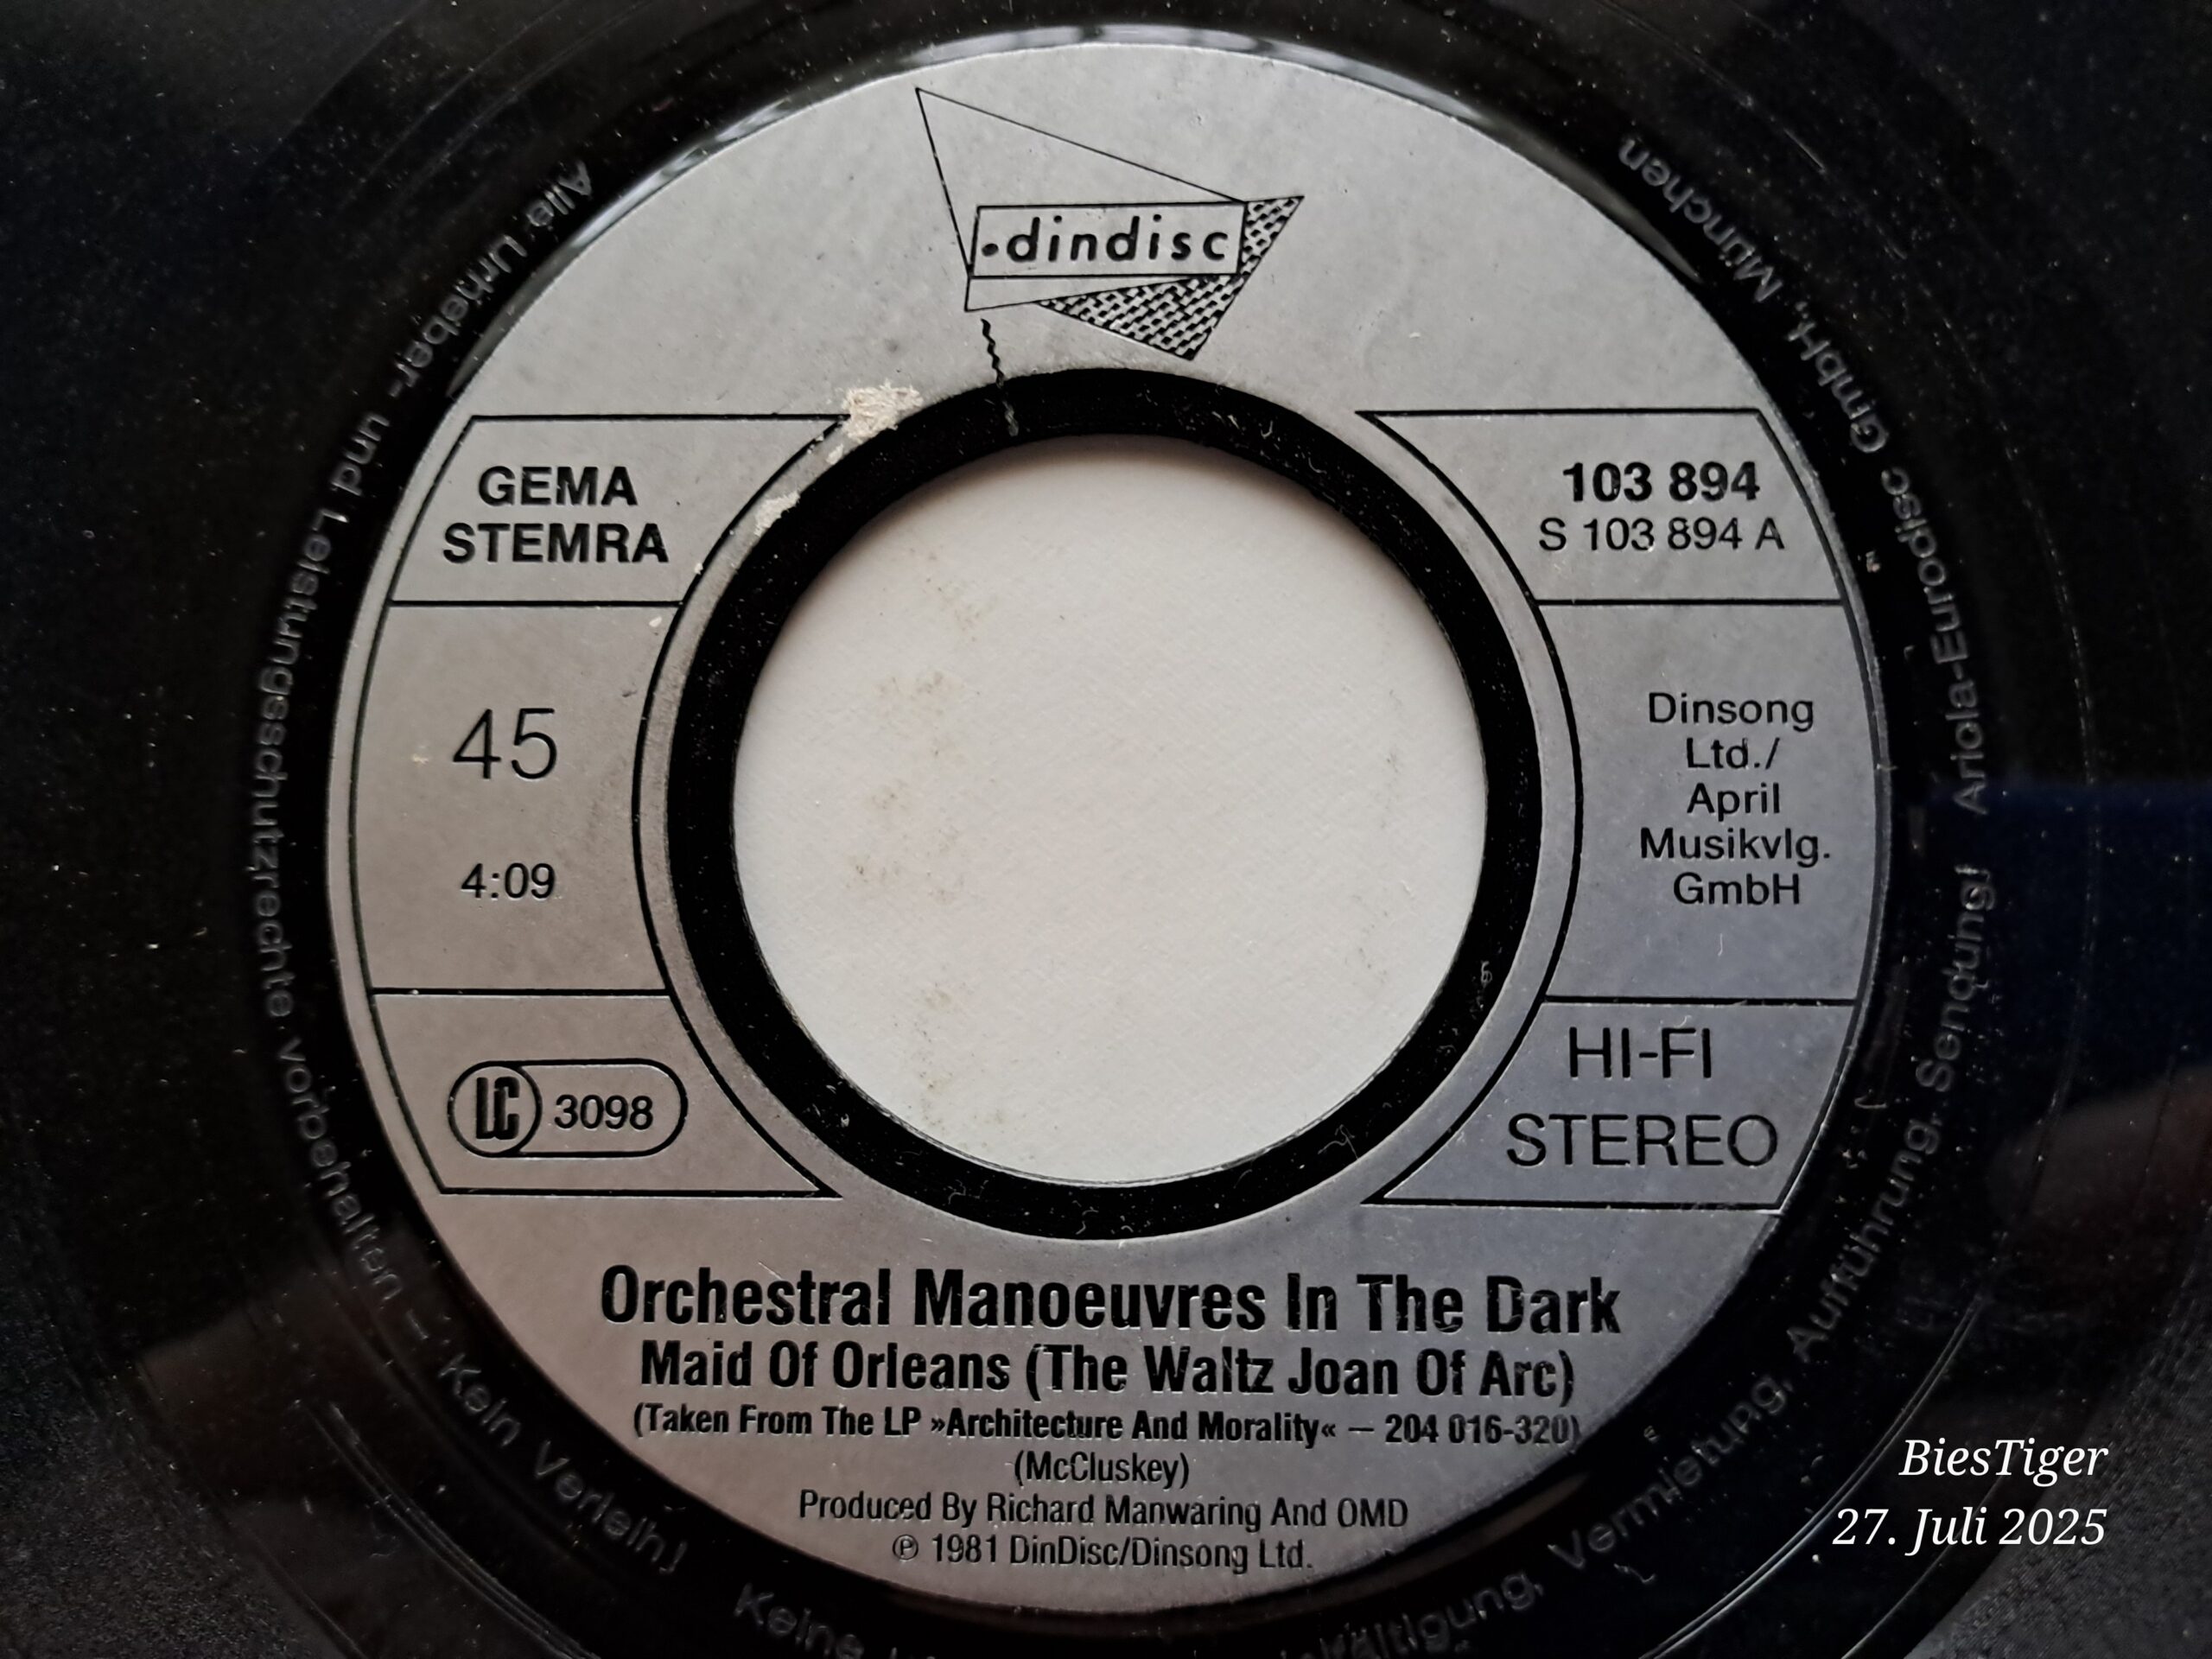 ·dindisc
GEMA
STEMRA
45
4:09
LC 3098
103 894
S 103 894 A
Dinsong
Ltd./
April
Musikvlg.
GmbH
HI-FI
STEREO
Orchestral Manoeuvres In The Dark
Maid Of Orleans (The Waltz Joan Of Arc)
(Taken From The LP »Architecture And Morality« – 204 016-320)
(McCluskey)
Produced By Richard Manwaring And OMD
℗ 1981 DinDisc/Dinsong Ltd.
Alle Urheber- und Leistungsschutzrechte vorbehalten – Kein Verleih! Keine Vermietung, Aufführung, Sendung! Ariola-Eurodisc GmbH, München
BiesTiger
27. Juli 2025